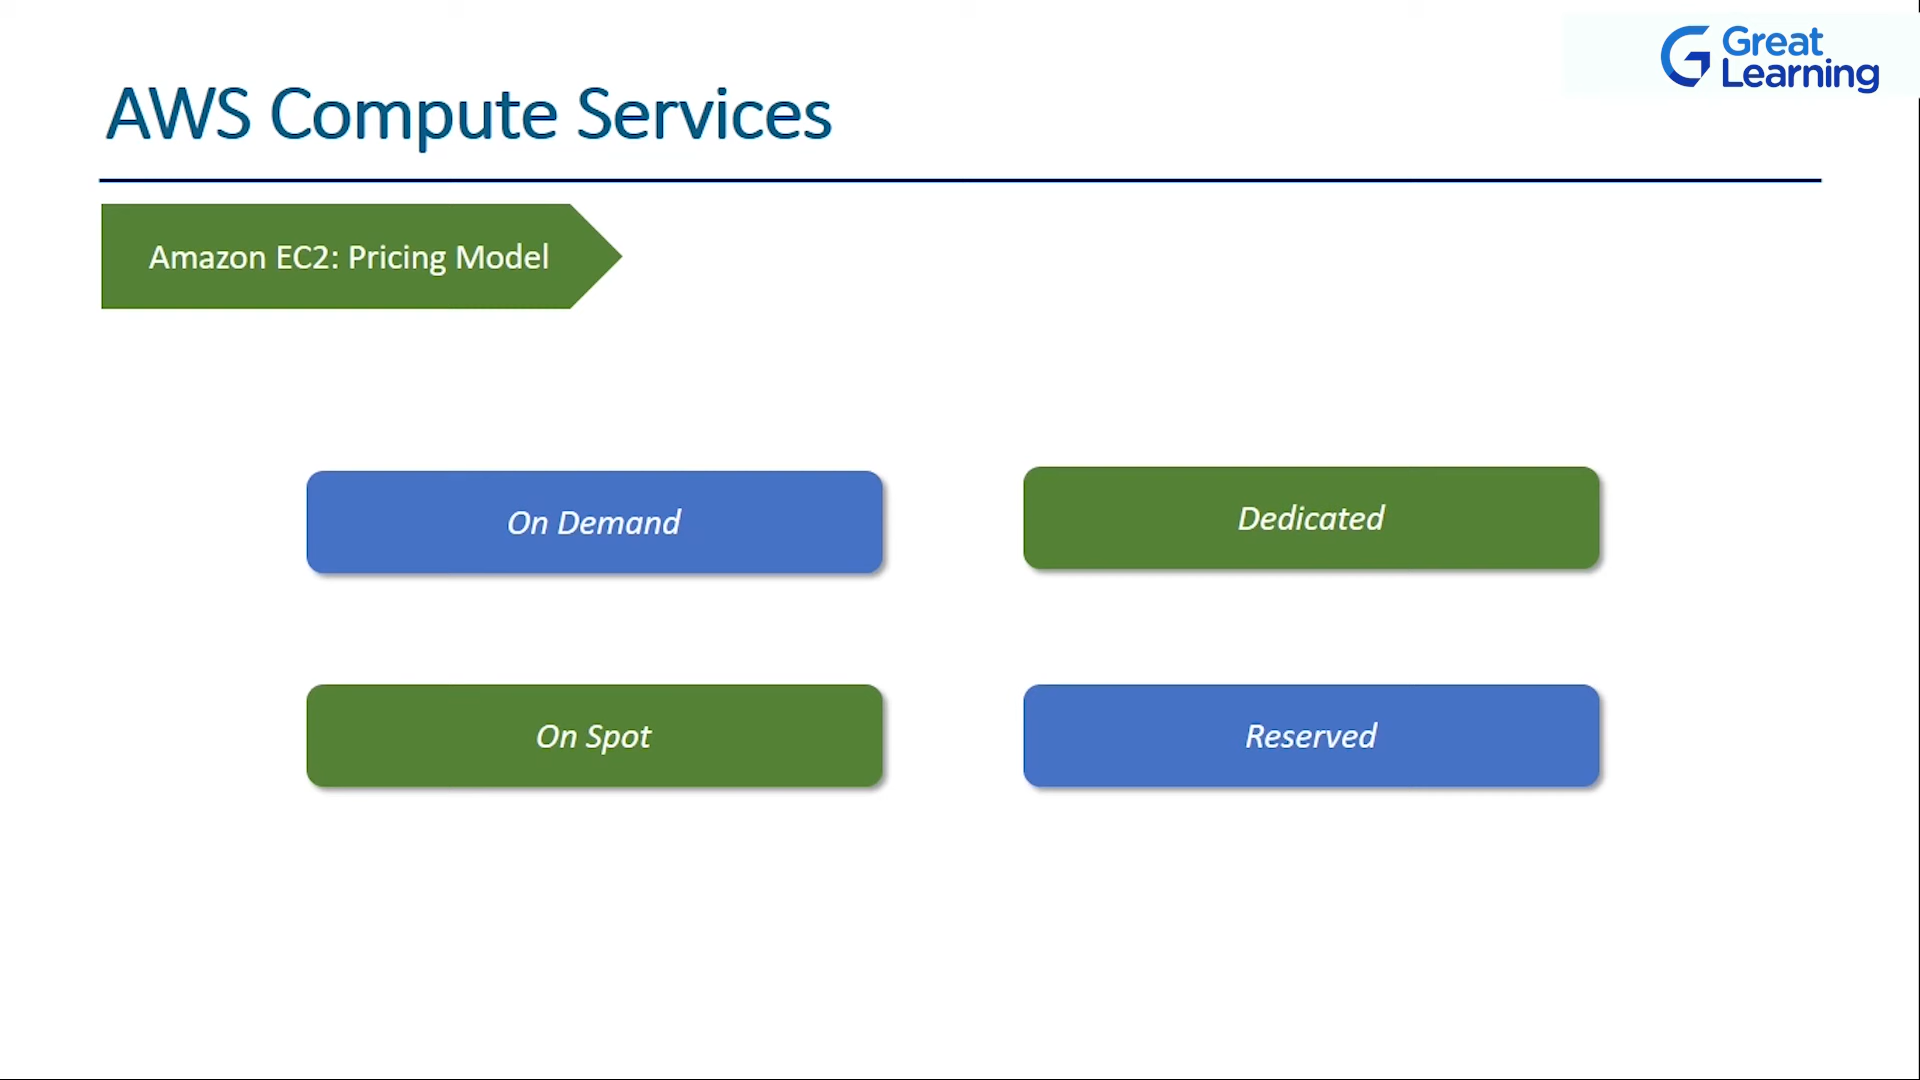 Great
Learning
AWS Compute Services
Amazon EC2: Pricing Model
On Demand
Dedicated
On Spot
Reserved